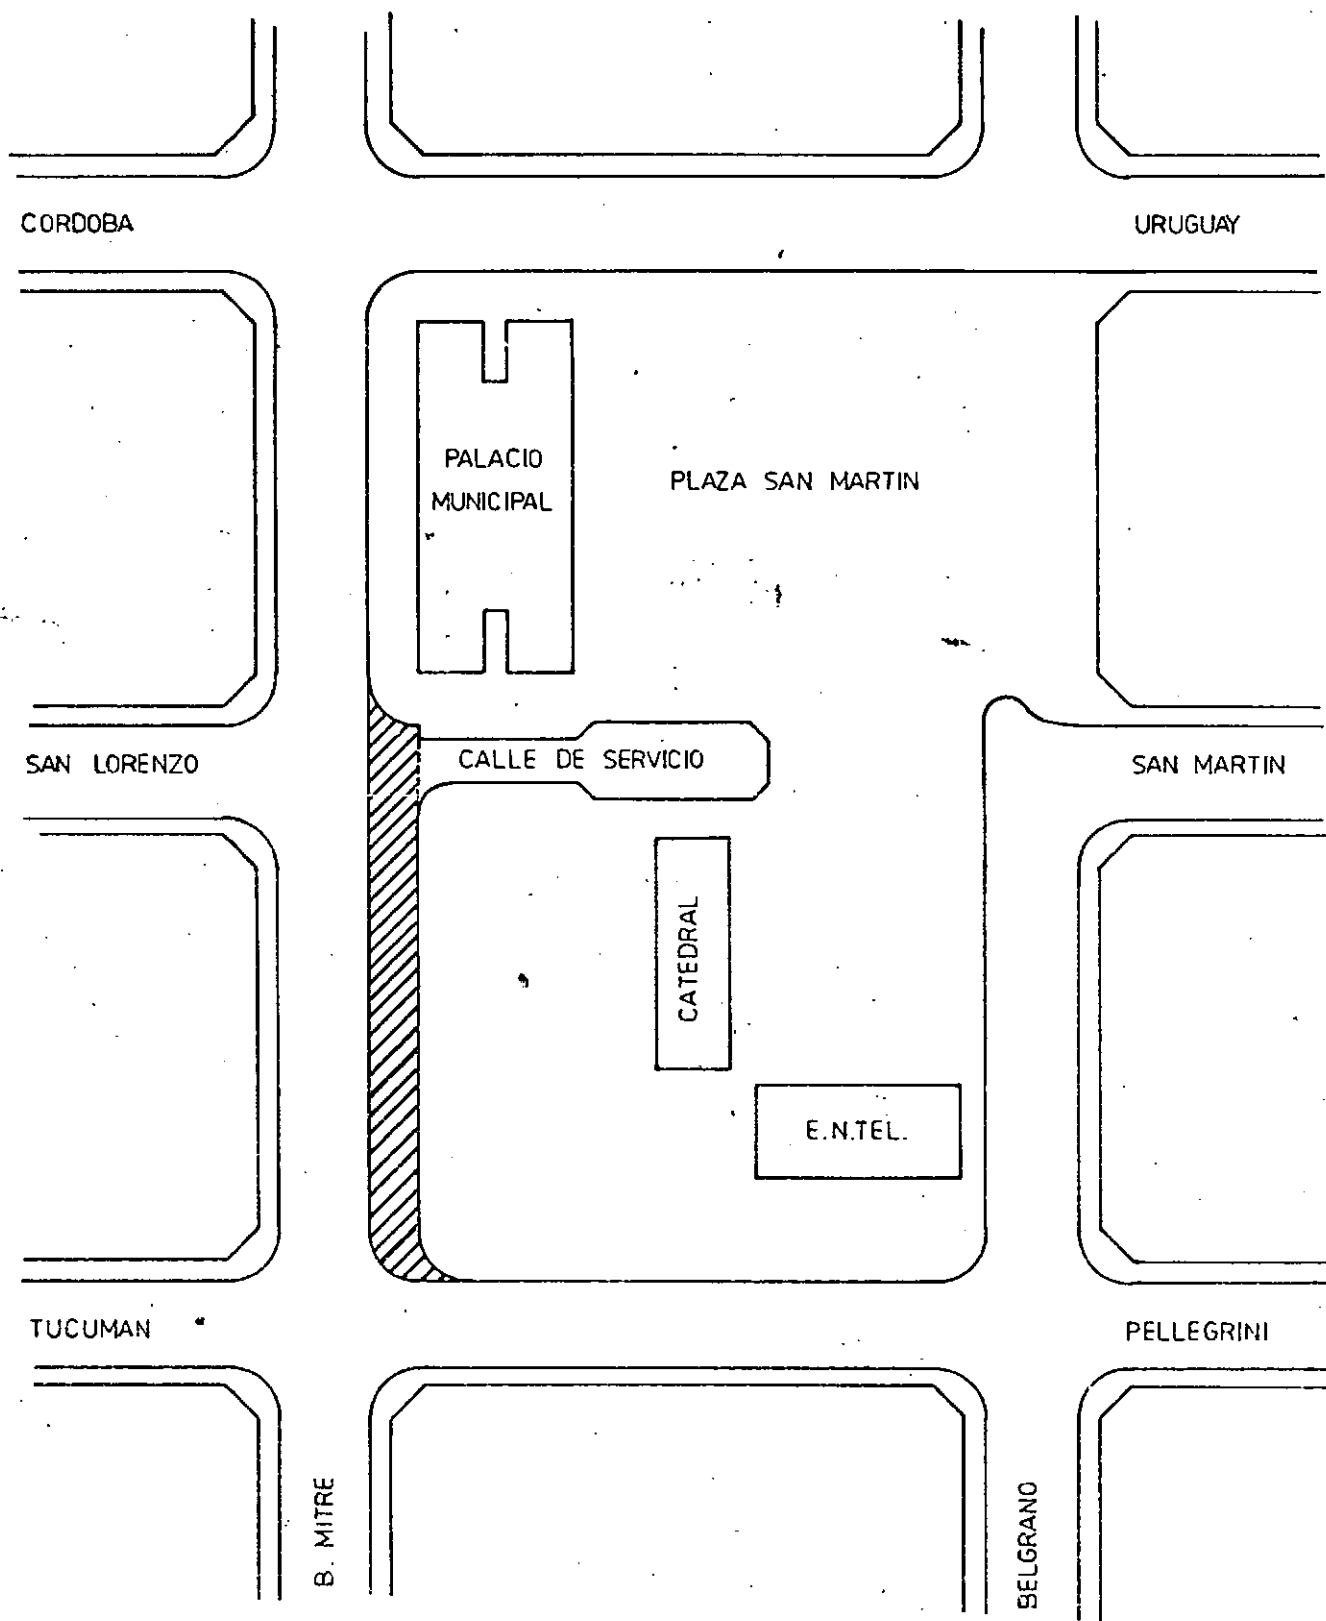 CORDOBA
URUGUAY
PALACIO
MUNICIPAL
PLAZA SAN MARTIN
SAN LORENZO
CALLE DE SERVICIO
SAN MARTIN
CATEDRAL
E.N.TEL.
TUCUMAN
PELLEGRINI
B. MITRE
BELGRANO